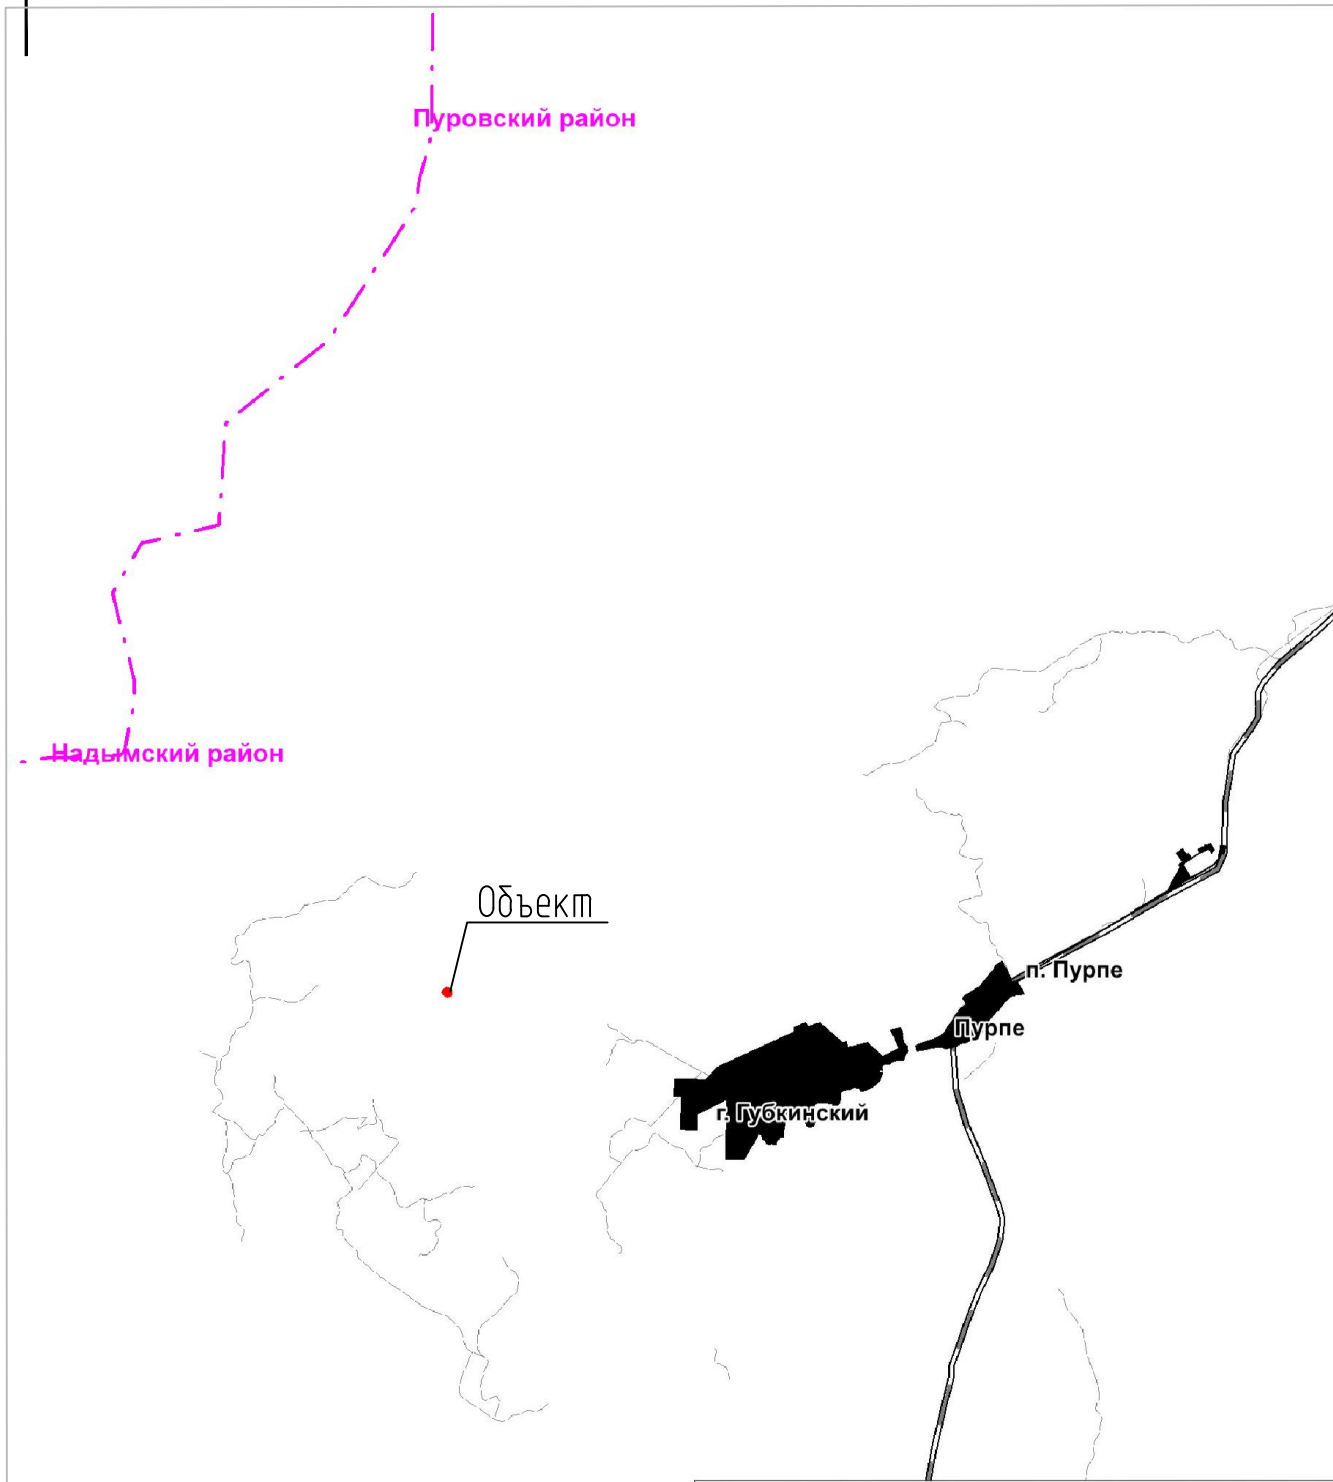 Пуровский район
Надымский район
Объект
п. Пурпе
Пурпе
г. Губкинский